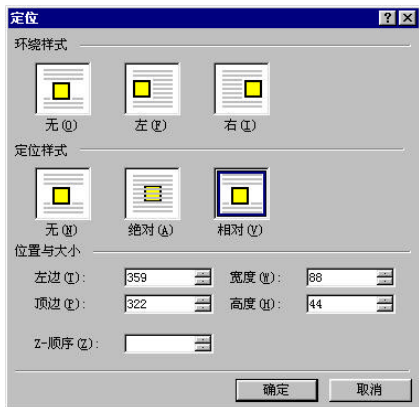 定位
环绕样式
无(O) 左(F) 右(I)
定位样式
无(N) 绝对(A) 相对(V)
位置与大小
左边(T): 359 宽度(W): 88
顶边(P): 322 高度(H): 44
Z-顺序(Z):
确定 取消